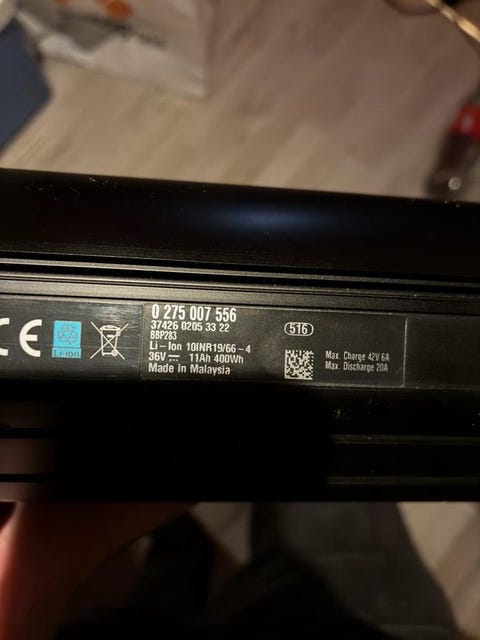 CE
Li-ion
0 275 007 556
37426 0205 33 22
BBP283
Li-Ion 10INR19/66-4
36V⎓ 11Ah 400Wh
Made in Malaysia
516
Max. Charge 42V 6A
Max. Discharge 20A